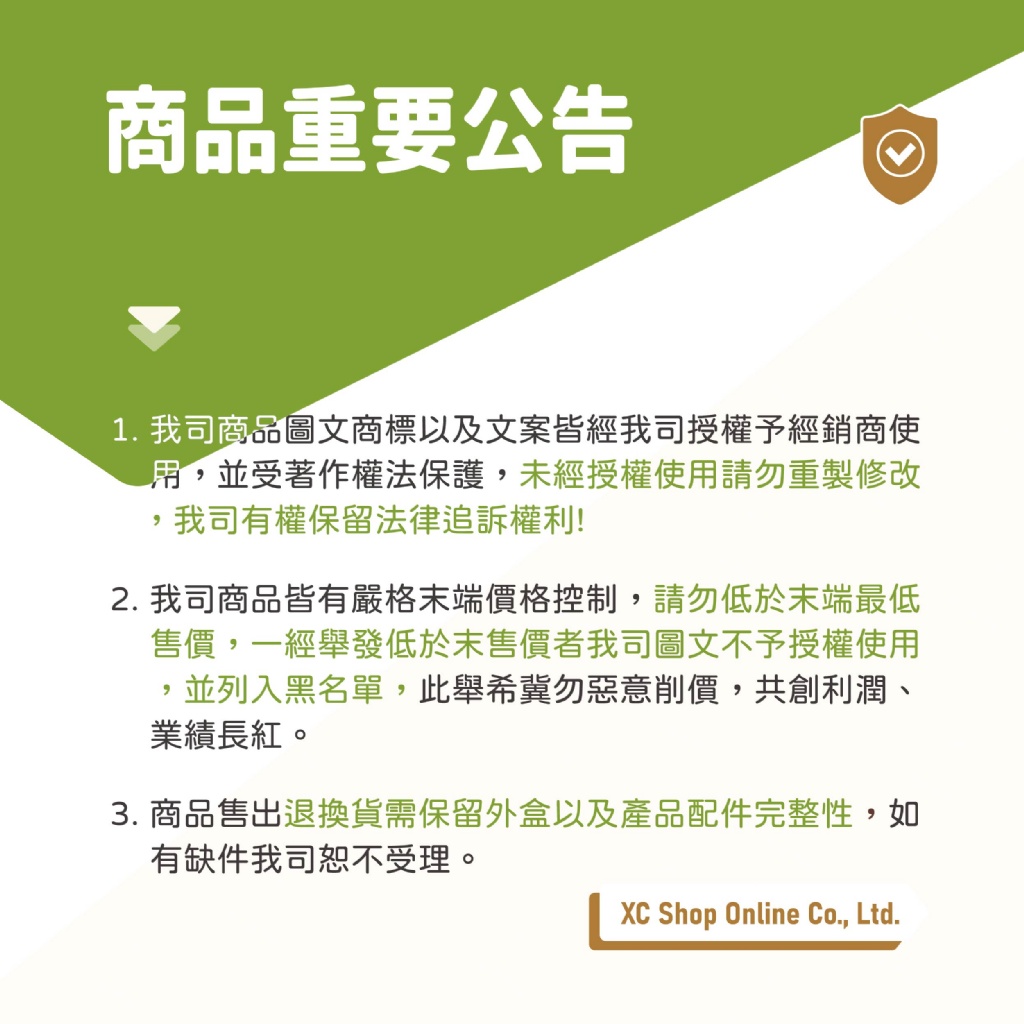 商品重要公告
1. 我司商品圖文商標以及文案皆經我司授權予經銷商使
用，並受著作權法保護，未經授權使用請勿重製修改
，我司有權保留法律追訴權利!
2. 我司商品皆有嚴格末端價格控制，請勿低於末端最低
售價，一經舉發低於末售價者我司圖文不予授權使用
，並列入黑名單，此舉希冀勿惡意削價，共創利潤、
業績長紅。
3. 商品售出退換貨需保留外盒以及產品配件完整性，如
有缺件我司恕不受理。
XC Shop Online Co., Ltd.